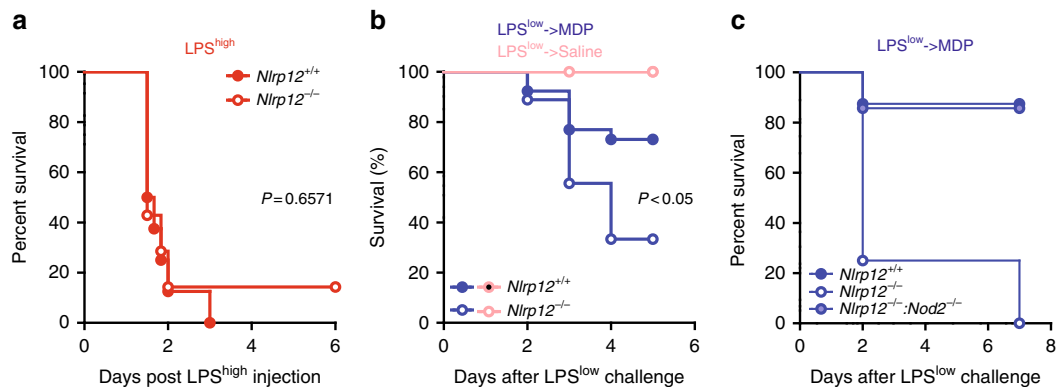 a
LPS^high
Nlrp12+/+
Nlrp12−/−
P = 0.6571
Percent survival
100
80
60
40
20
0
0 2 4 6
Days post LPS^high injection
b
LPS^low->MDP
LPS^low->Saline
P < 0.05
Nlrp12+/+
Nlrp12−/−
Survival (%)
100
80
60
40
20
0
0 2 4 6
Days after LPS^low challenge
c
LPS^low->MDP
Nlrp12+/+
Nlrp12−/−
Nlrp12−/−:Nod2−/−
Percent survival
100
80
60
40
20
0
0 2 4 6 8
Days after LPS^low challenge